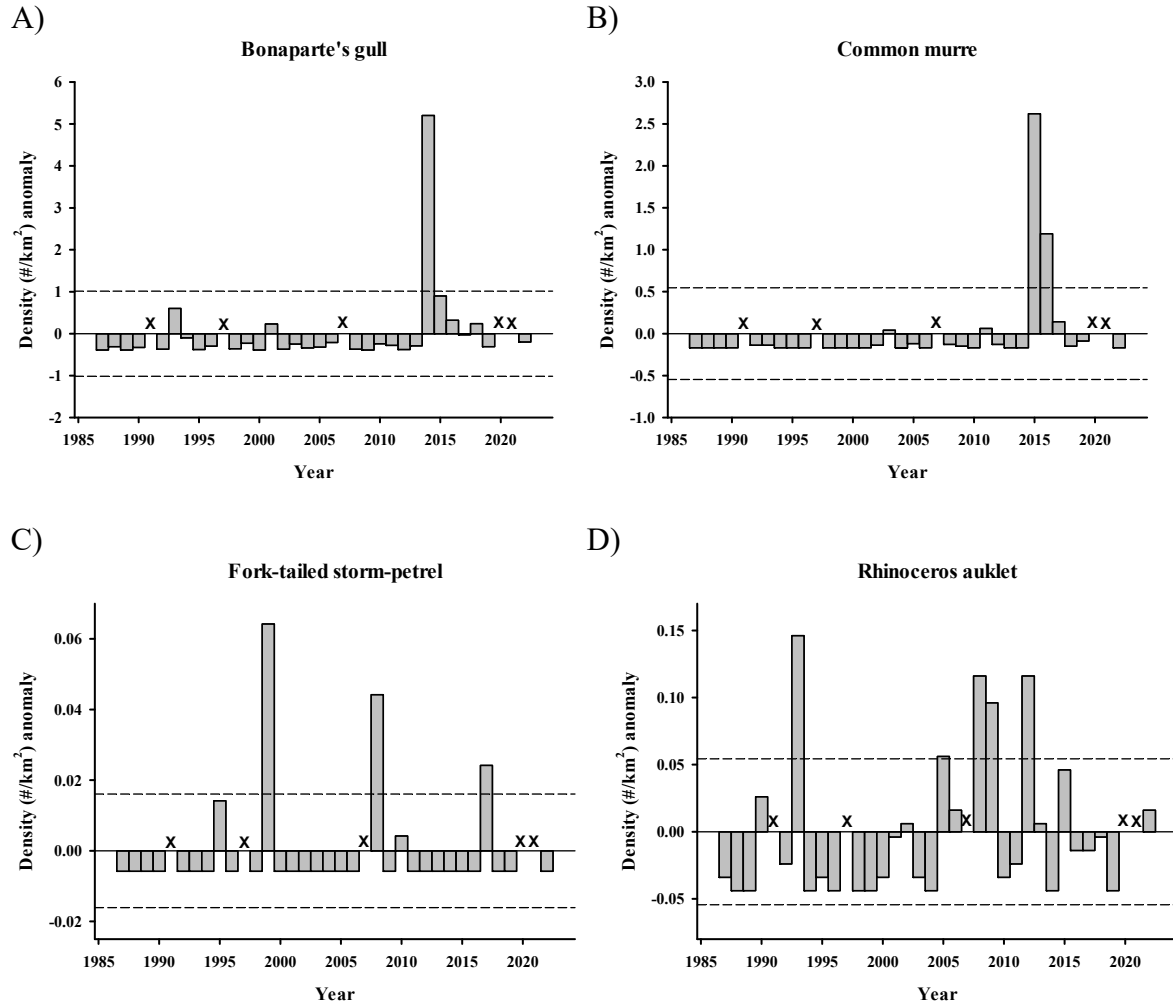 A)
Bonaparte's gull
Density (#/km²) anomaly
6
5
4
3
2
1
0
-1
-2
X X X X X
1985 1990 1995 2000 2005 2010 2015 2020
Year
B)
Common murre
Density (#/km²) anomaly
3.0
2.5
2.0
1.5
1.0
0.5
0.0
-0.5
-1.0
X X X X X
1985 1990 1995 2000 2005 2010 2015 2020
Year
C)
Fork-tailed storm-petrel
Density (#/km²) anomaly
0.06
0.04
0.02
0.00
-0.02
X X X X X
1985 1990 1995 2000 2005 2010 2015 2020
Year
D)
Rhinoceros auklet
Density (#/km²) anomaly
0.15
0.10
0.05
0.00
-0.05
X X X X X
1985 1990 1995 2000 2005 2010 2015 2020
Year